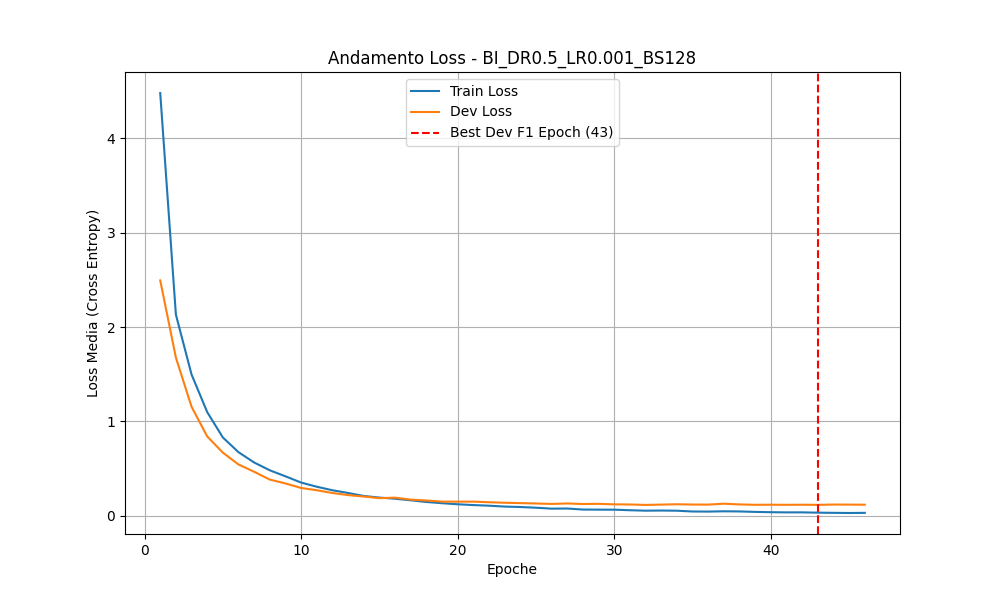 Andamento Loss - BI_DR0.5_LR0.001_BS128
Train Loss
Dev Loss
Best Dev F1 Epoch (43)
Loss Media (Cross Entropy)
4
3
2
1
0
0 10 20 30 40
Epoche